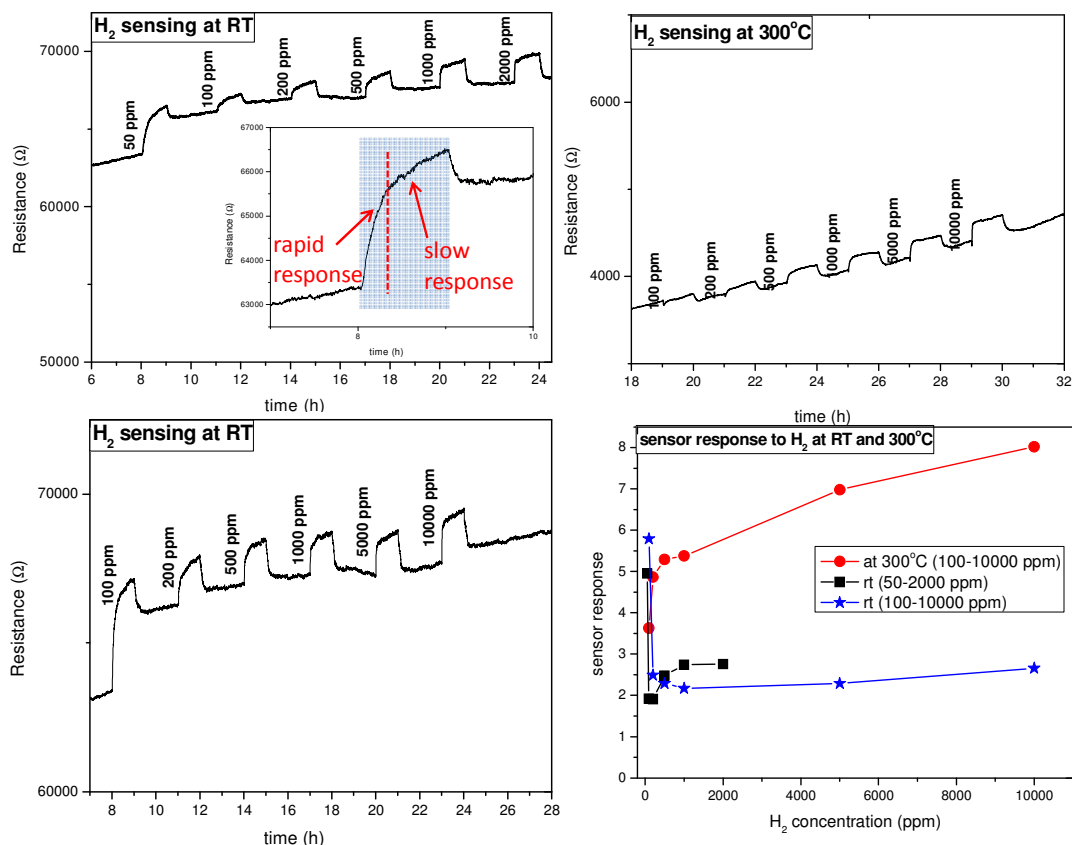 H₂ sensing at RT
70000
60000
50000
Resistance (Ω)
50 ppm
100 ppm
200 ppm
500 ppm
1000 ppm
2000 ppm
6 8 10 12 14 16 18 20 22 24
time (h)
67000
66000
65000
64000
63000
Resistance (Ω)
rapid
response
slow
response
8 10
time (h)
H₂ sensing at 300°C
6000
4000
Resistance (Ω)
100 ppm
200 ppm
500 ppm
1000 ppm
5000 ppm
10000 ppm
18 20 22 24 26 28 30 32
time (h)
H₂ sensing at RT
70000
60000
Resistance (Ω)
100 ppm
200 ppm
500 ppm
1000 ppm
5000 ppm
10000 ppm
8 10 12 14 16 18 20 22 24 26 28
time (h)
sensor response to H₂ at RT and 300°C
8
7
6
5
4
3
2
1
0
sensor response
at 300°C (100-10000 ppm)
rt (50-2000 ppm)
rt (100-10000 ppm)
0 2000 4000 6000 8000 10000
H₂ concentration (ppm)